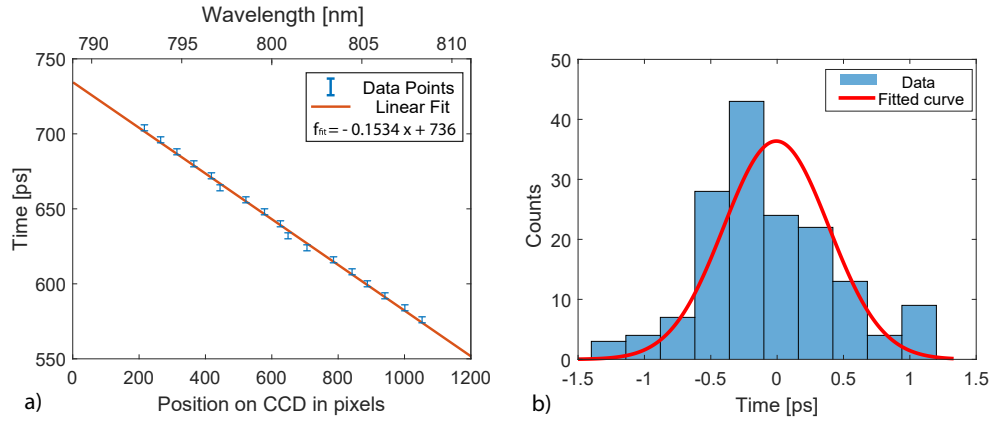 Wavelength [nm]
790 795 800 805 810
750
700
650
600
550
Time [ps]
Data Points
Linear Fit
f_fit = - 0.1534 x + 736
0 200 400 600 800 1000 1200
Position on CCD in pixels
a)
50
40
30
20
10
0
Counts
Data
Fitted curve
-1.5 -1 -0.5 0 0.5 1 1.5
Time [ps]
b)